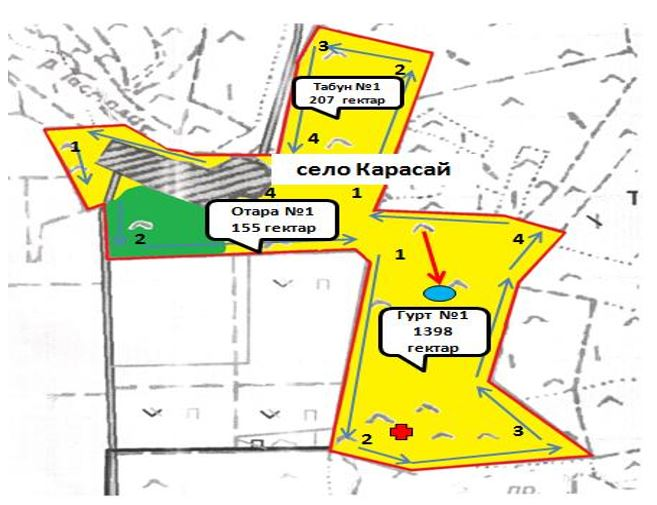 3
2
Табун №1
207 гектар
4
1
село Карасай
4
1
Отара №1
155 гектар
2
4
1
Гурт №1
1398
гектар
2
3
пр.
Т